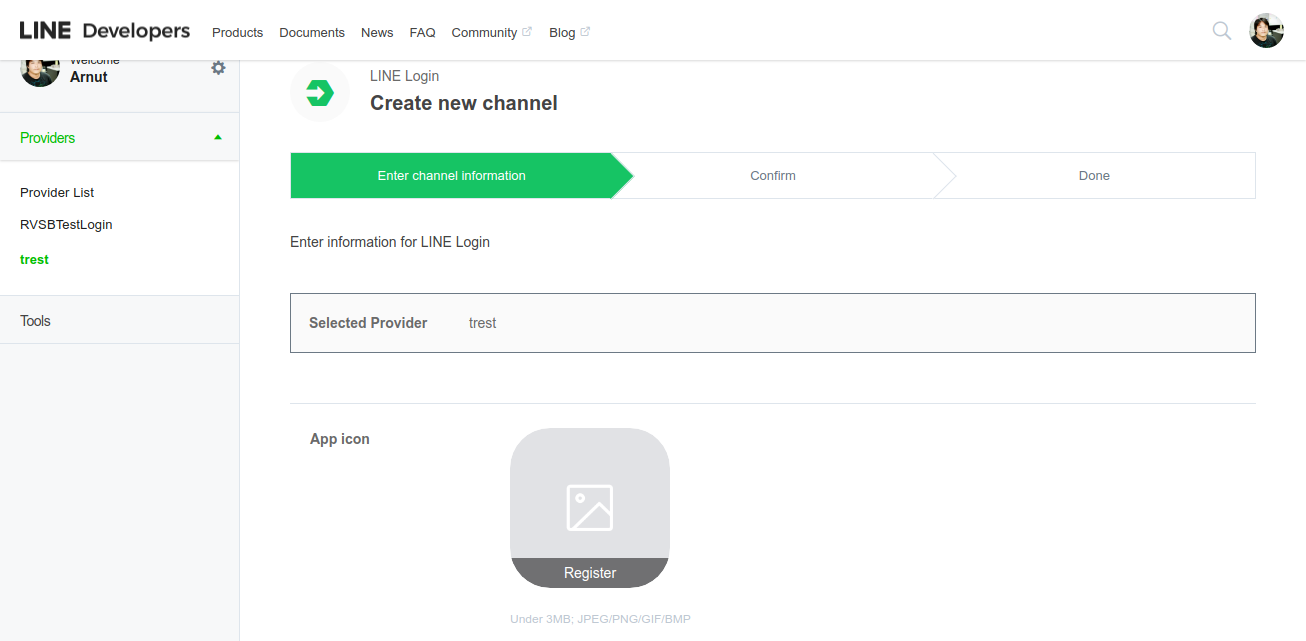 LINE Developers Products Documents News FAQ Community Blog
Welcome
Arnut
Providers
Provider List
RVSBTestLogin
trest
Tools
LINE Login
Create new channel
Enter channel information Confirm Done
Enter information for LINE Login
Selected Provider trest
App icon
Register
Under 3MB; JPEG/PNG/GIF/BMP